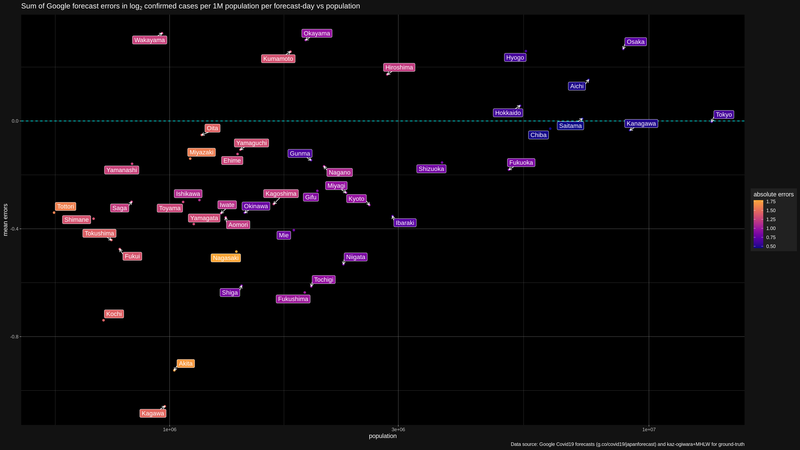 Sum of Google forecast errors in log2 confirmed cases per 1M population per forecast-day vs population
Wakayama
Okayama
Osaka
Kumamoto
Hyogo
Hiroshima
Aichi
Hokkaido
Tokyo
0.0
Oita
Saitama
Kanagawa
Chiba
Yamaguchi
Miyazaki
Gunma
Ehime
Fukuoka
Yamanashi
Nagano
Shizuoka
Miyagi
Ishikawa
Kagoshima
Gifu
Kyoto
absolute errors
1.75
1.50
1.25
1.00
0.75
0.50
Tottori
Saga
Toyama
Iwate
Okinawa
Shimane
Yamagata
Aomori
Ibaraki
mean errors
-0.4
Tokushima
Mie
Fukui
Nagasaki
Niigata
Tochigi
Shiga
Fukushima
Kochi
-0.8
Akita
Kagawa
1e+06
3e+06
1e+07
population
Data source: Google Covid19 forecasts (g.co/covid19/japanforecast) and kaz-ogiwara+MHLW for ground-truth